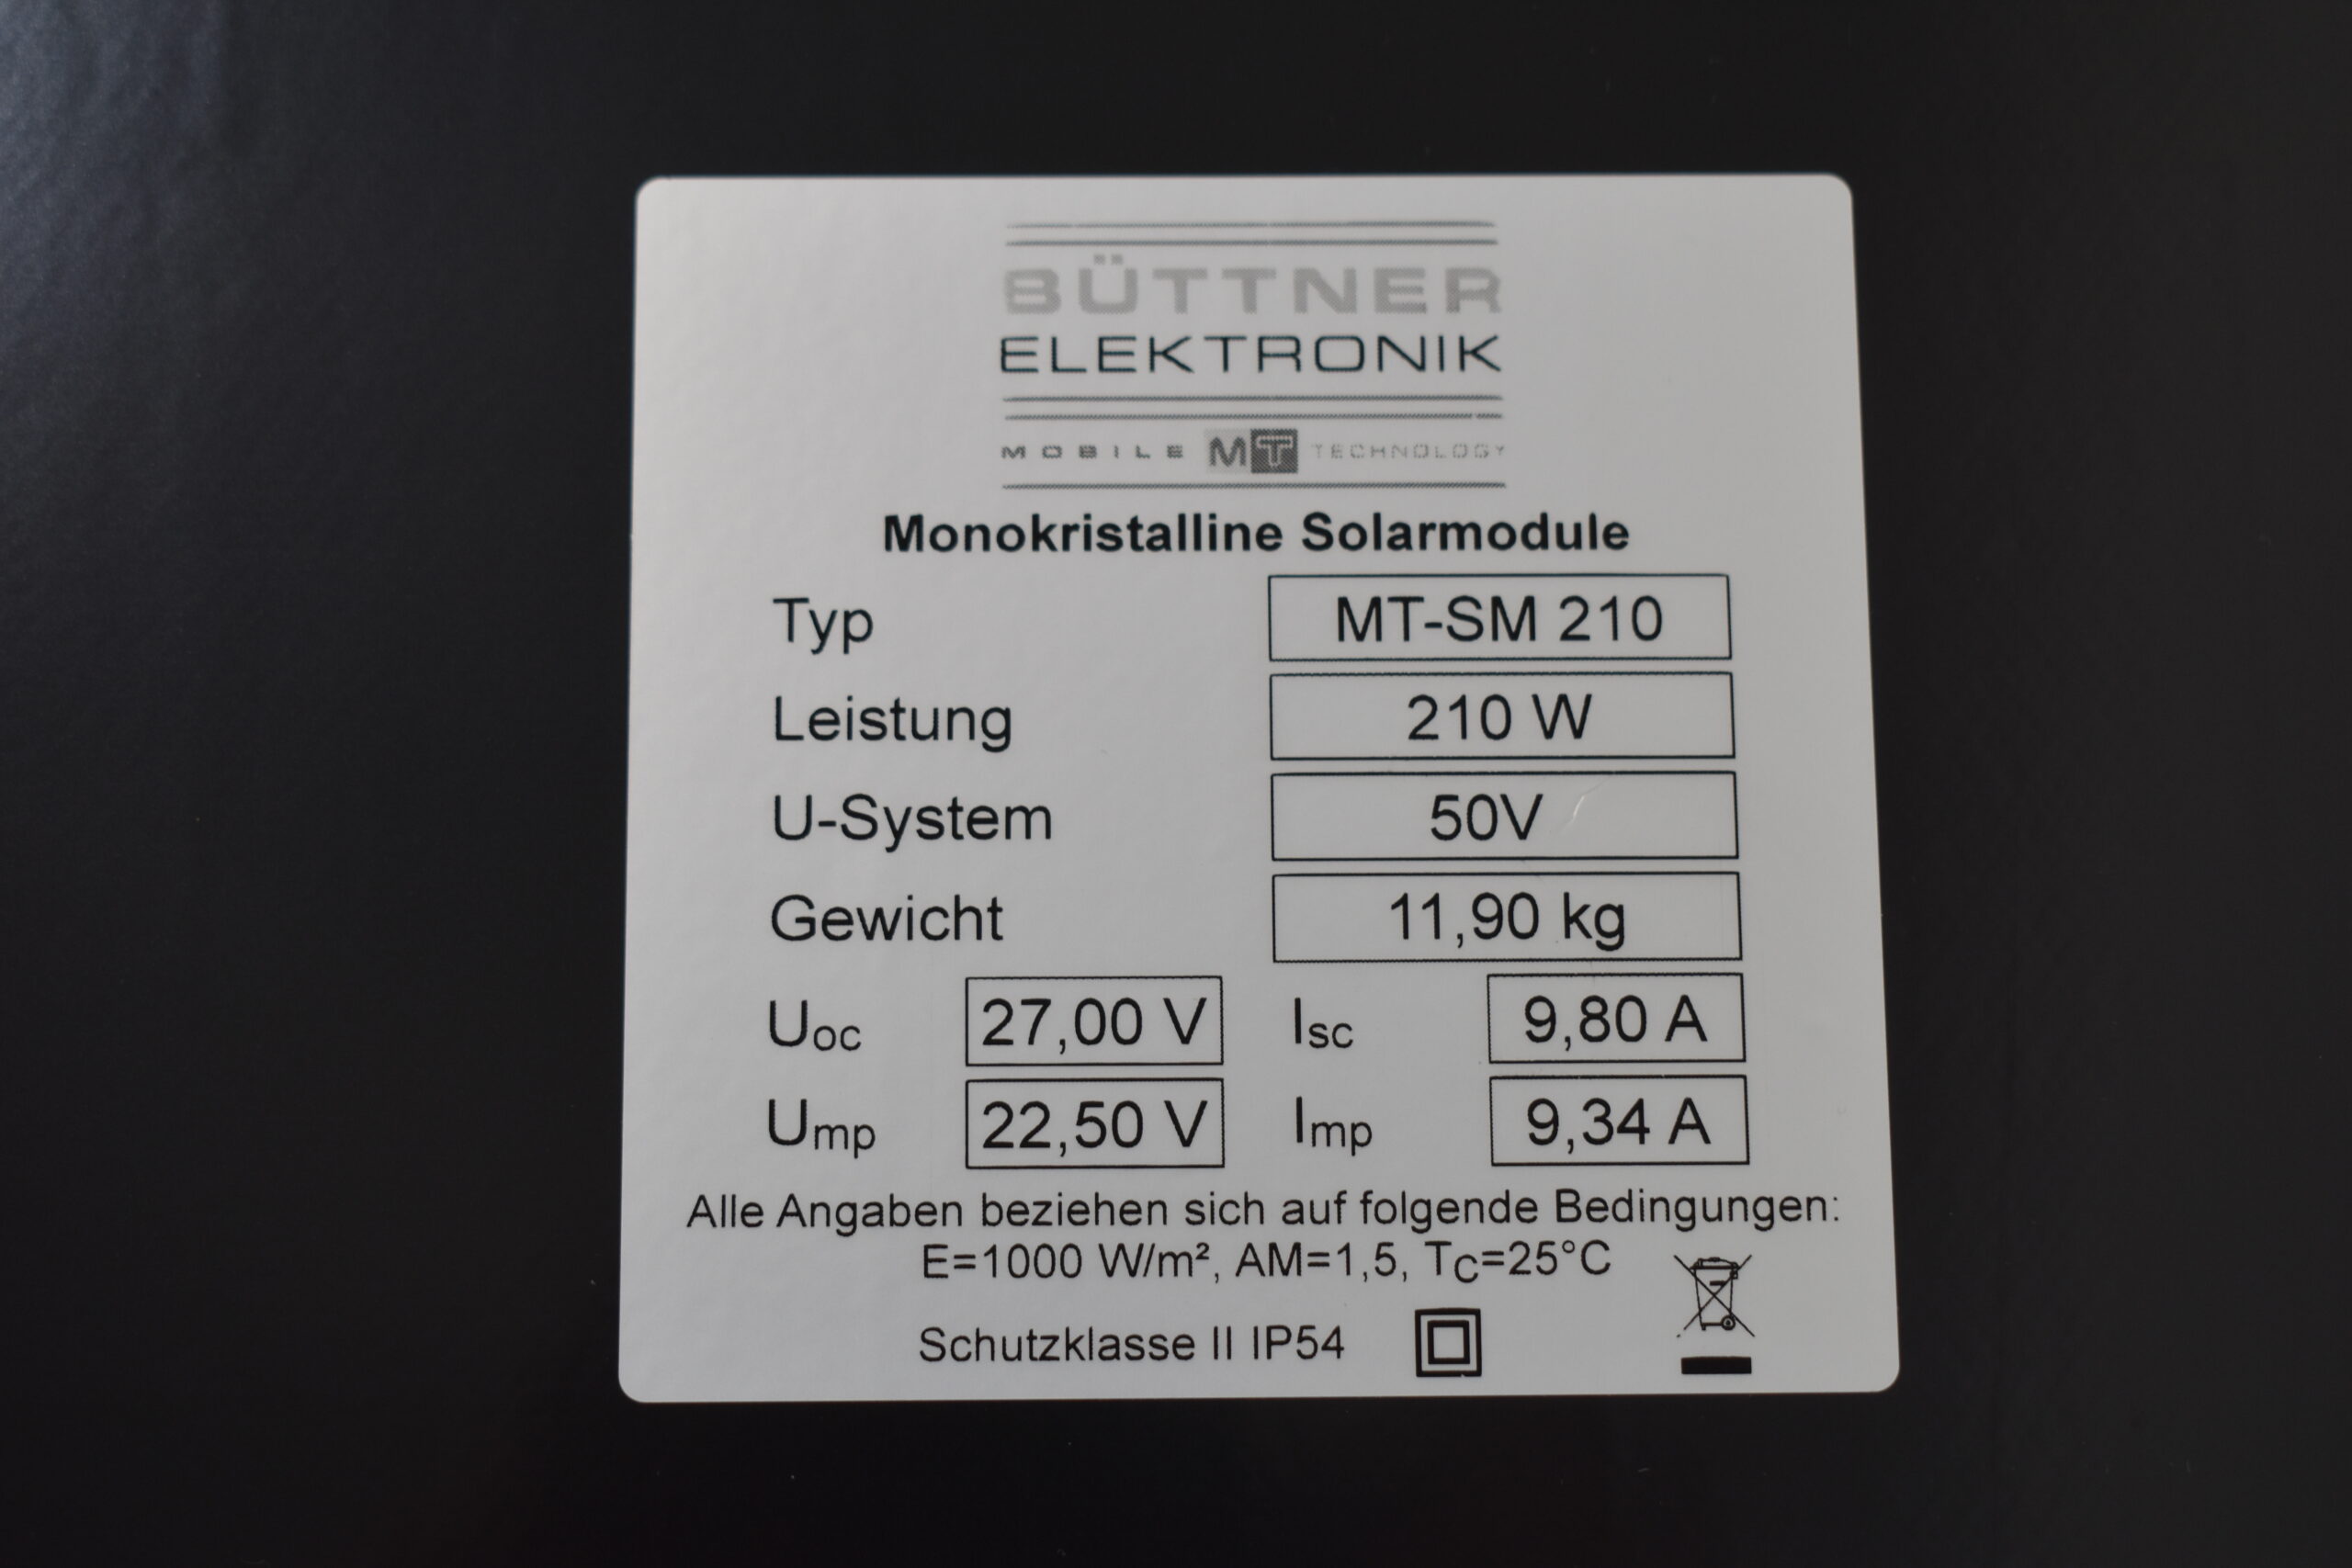 BÜTTNER
ELEKTRONIK
MOBILE MT TECHNOLOGY
Monokristalline Solarmodule
Typ MT-SM 210
Leistung 210 W
U-System 50V
Gewicht 11,90 kg
Uoc 27,00 V Isc 9,80 A
Ump 22,50 V Imp 9,34 A
Alle Angaben beziehen sich auf folgende Bedingungen:
E=1000 W/m², AM=1,5, Tc=25°C
Schutzklasse II IP54